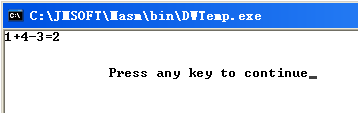 C:\JMSOFT\Masm\bin\DWTemp.exe
1+4-3=2
Press any key to continue_